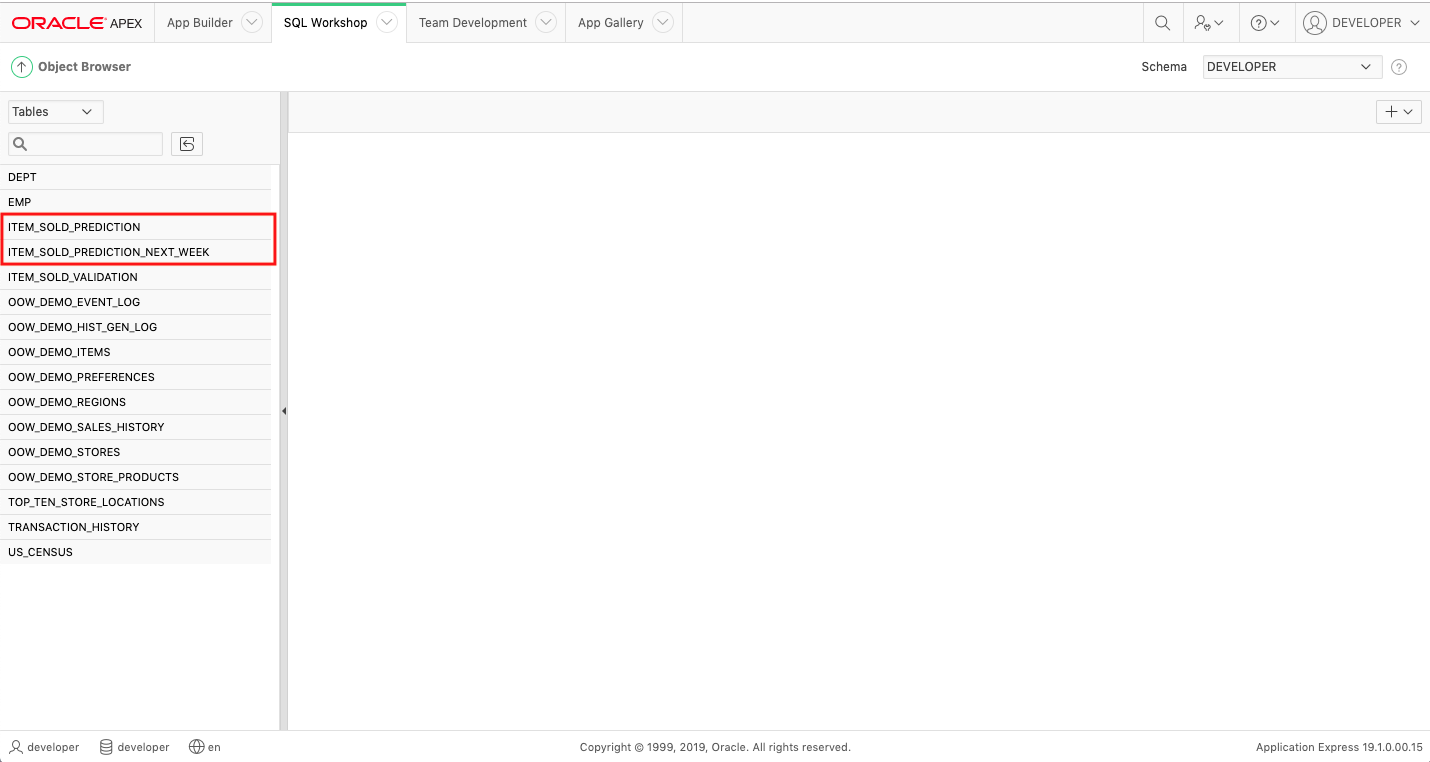 ORACLE APEX App Builder SQL Workshop Team Development App Gallery DEVELOPER
Object Browser Schema DEVELOPER
Tables
DEPT
EMP
ITEM_SOLD_PREDICTION
ITEM_SOLD_PREDICTION_NEXT_WEEK
ITEM_SOLD_VALIDATION
OOW_DEMO_EVENT_LOG
OOW_DEMO_HIST_GEN_LOG
OOW_DEMO_ITEMS
OOW_DEMO_PREFERENCES
OOW_DEMO_REGIONS
OOW_DEMO_SALES_HISTORY
OOW_DEMO_STORES
OOW_DEMO_STORE_PRODUCTS
TOP_TEN_STORE_LOCATIONS
TRANSACTION_HISTORY
US_CENSUS
developer developer en Copyright © 1999, 2019, Oracle. All rights reserved. Application Express 19.1.0.00.15